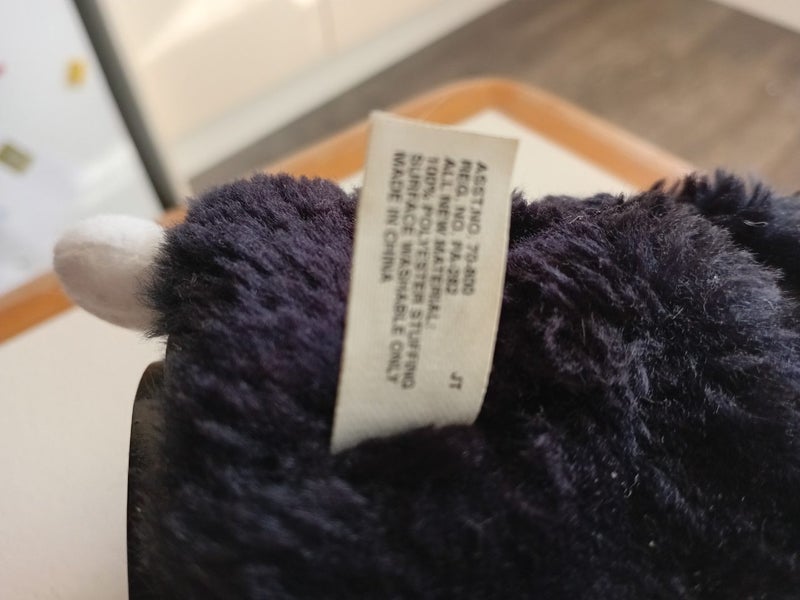 ASST.NO. 70-800
REG. NO. PA-282
ALL NEW MATERIAL:
100% POLYESTER STUFFING
SURFACE WASHABLE ONLY
MADE IN CHINA
JT